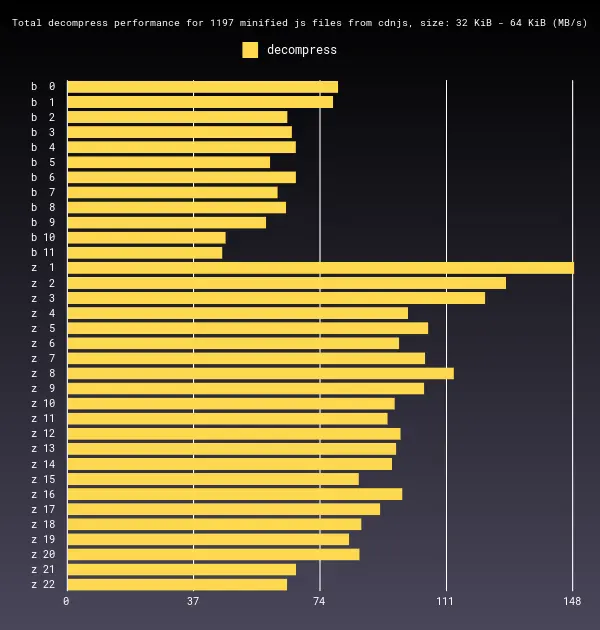 Total decompress performance for 1197 minified js files from cdnjs, size: 32 KiB - 64 KiB (MB/s)
decompress
b 0
b 1
b 2
b 3
b 4
b 5
b 6
b 7
b 8
b 9
b 10
b 11
z 1
z 2
z 3
z 4
z 5
z 6
z 7
z 8
z 9
z 10
z 11
z 12
z 13
z 14
z 15
z 16
z 17
z 18
z 19
z 20
z 21
z 22
0 37 74 111 148